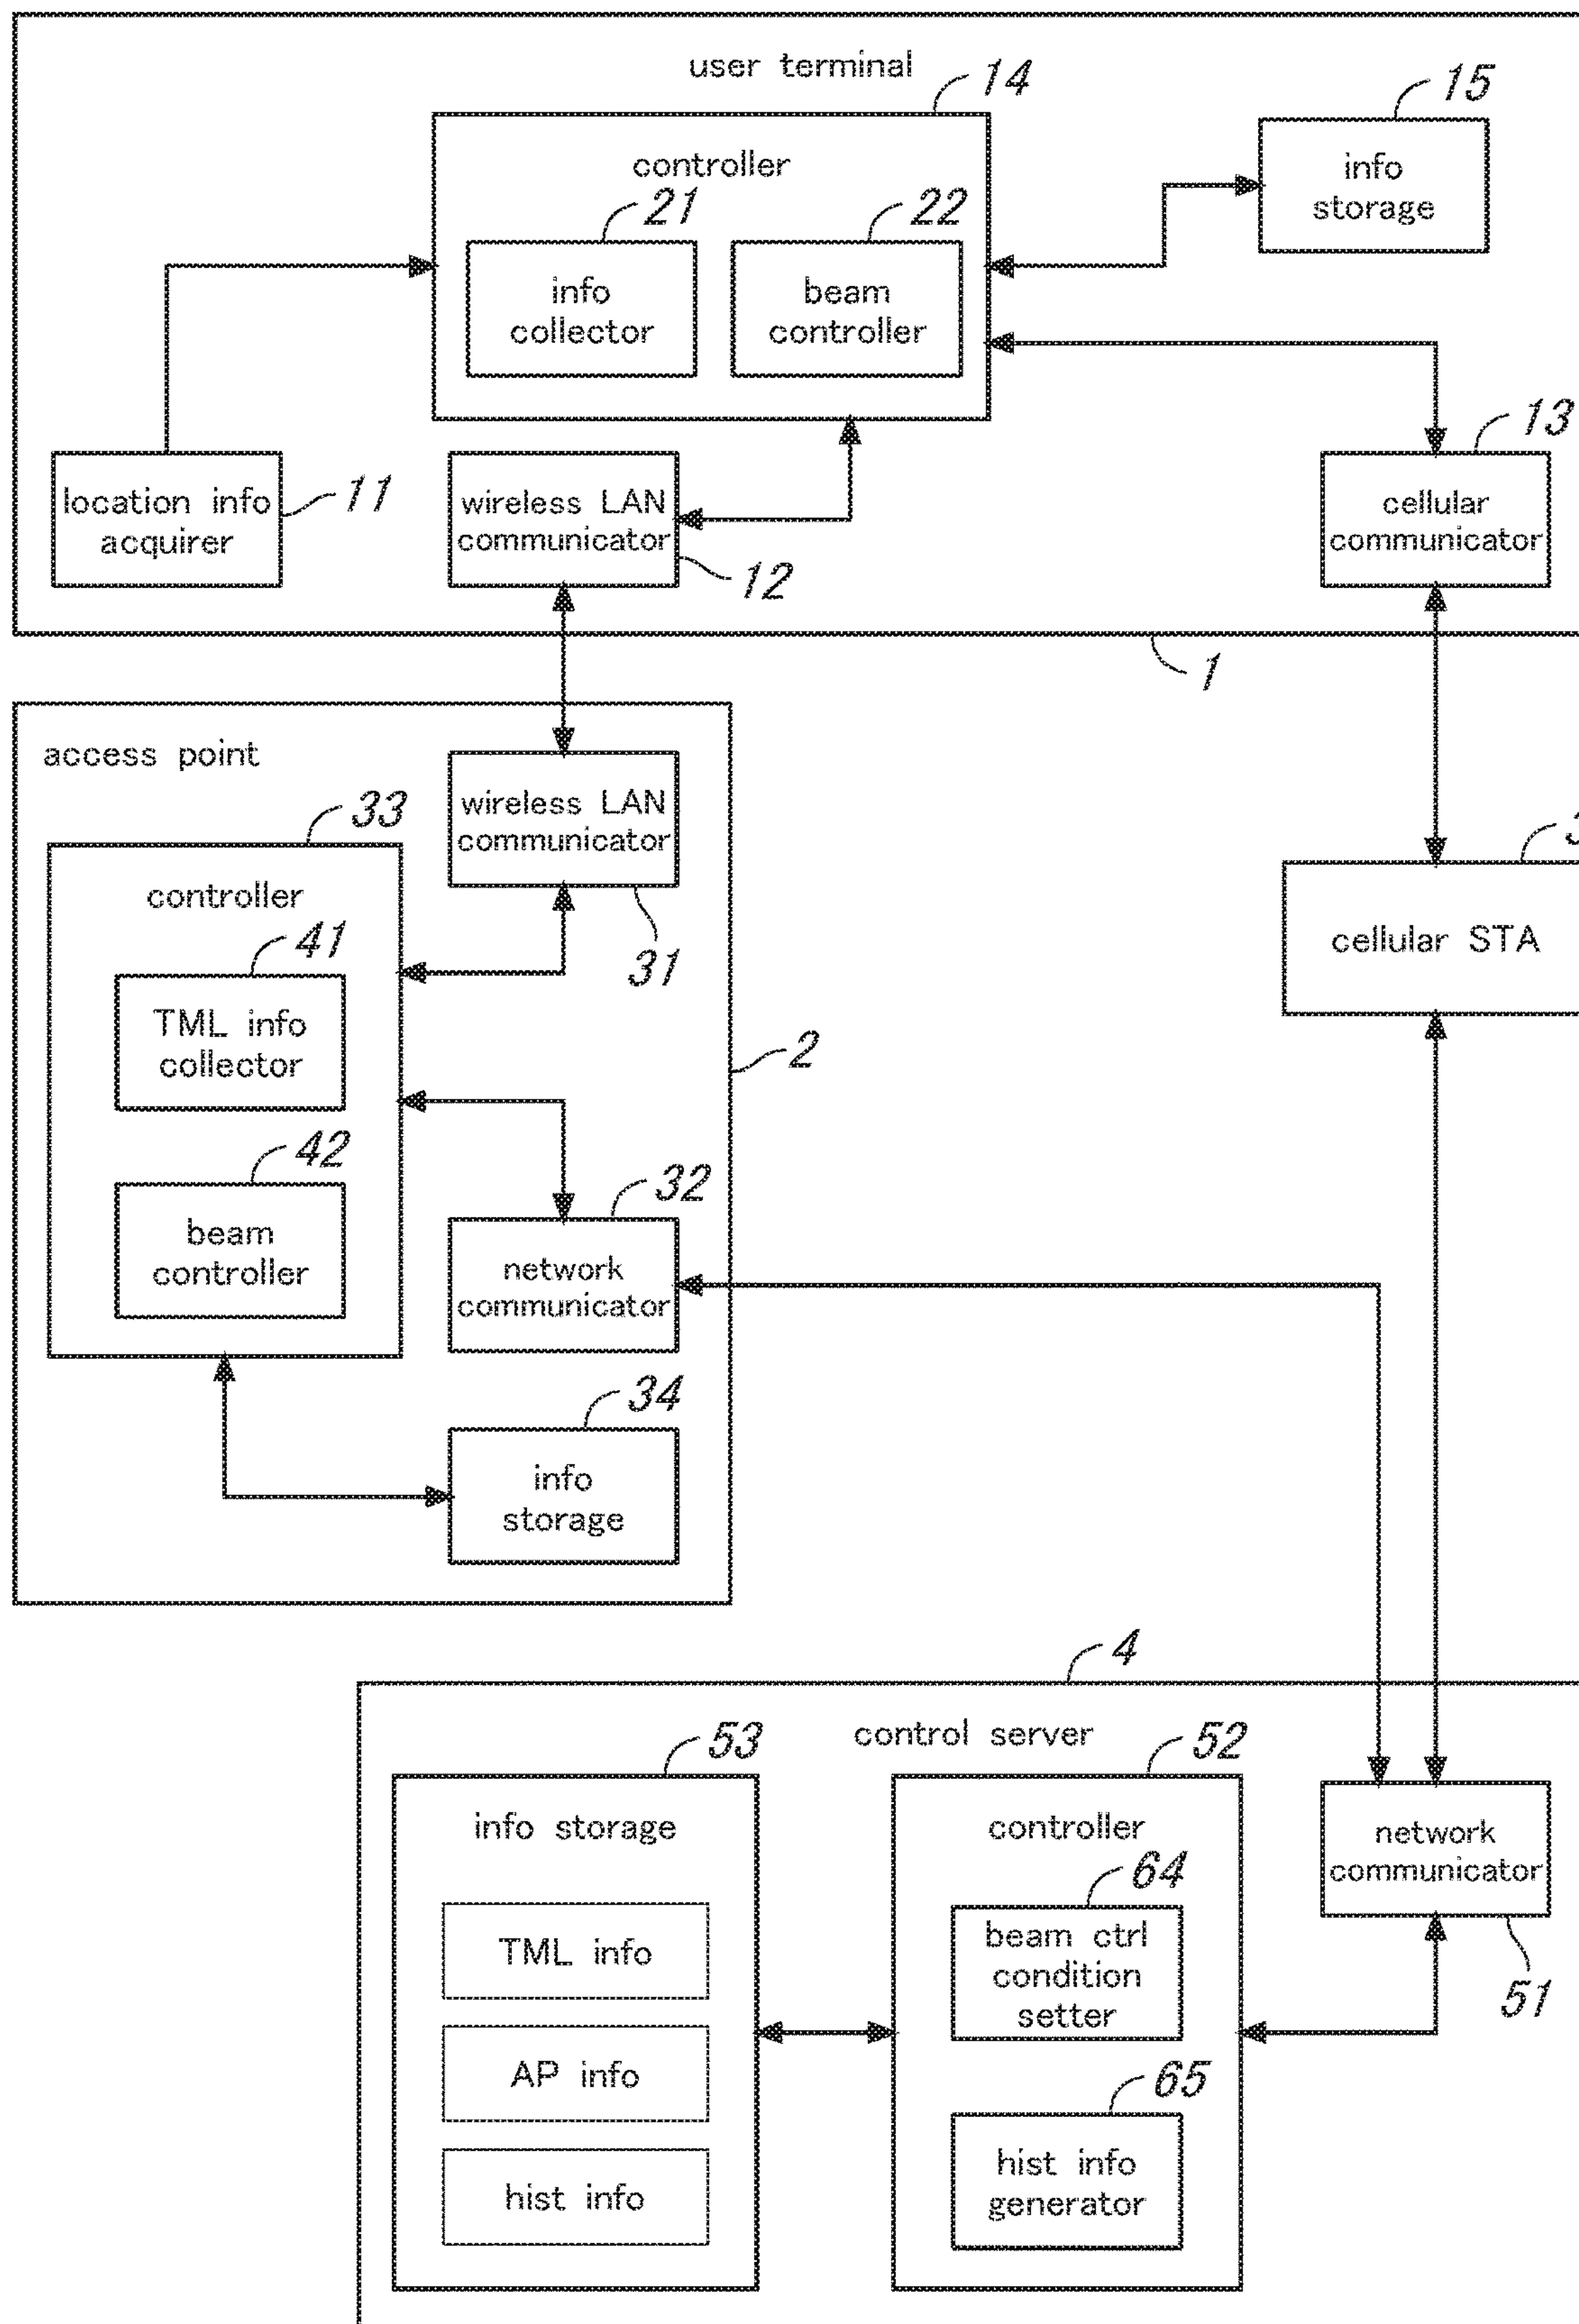 user terminal
14
15
controller
info
storage
21
22
info
collector
beam
controller
13
location info
acquirer
11
wireless LAN
communicator
12
cellular
communicator
1
access point
33
wireless LAN
communicator
3
controller
31
41
cellular STA
TML info
collector
2
42
32
beam
controller
network
communicator
34
info
storage
4
control server
53
52
info storage
controller
network
communicator
64
TML info
beam ctrl
condition
setter
51
AP info
65
hist info
hist info
generator